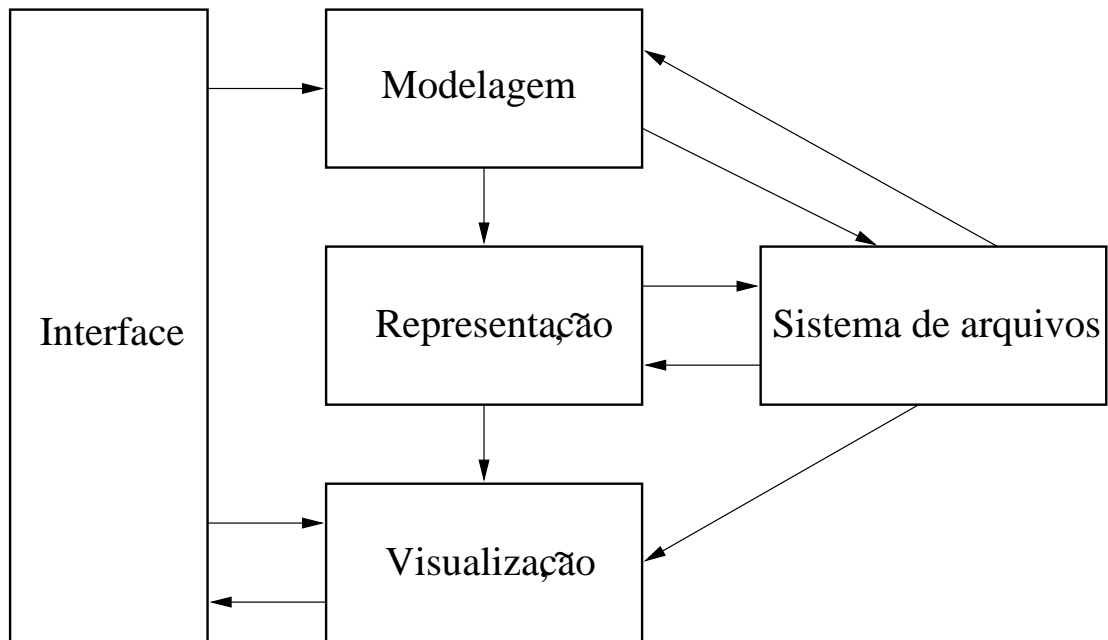 Modelagem
Interface
Representação
Sistema de arquivos
Visualização